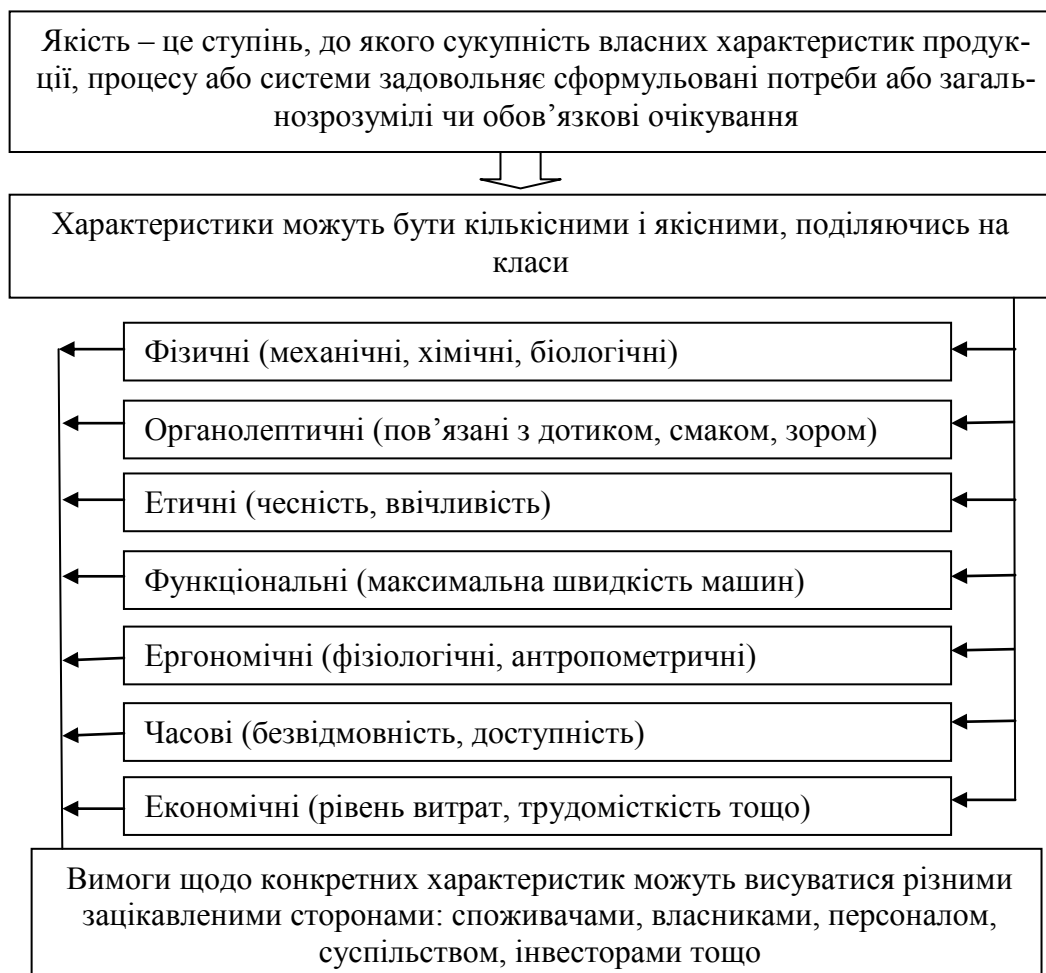 Якість – це ступінь, до якого сукупність власних характеристик продук-
ції, процесу або системи задовольняє сформульовані потреби або загаль-
нозрозумілі чи обов’язкові очікування
Характеристики можуть бути кількісними і якісними, поділяючись на
класи
Фізичні (механічні, хімічні, біологічні)
Органолептичні (пов’язані з дотиком, смаком, зором)
Етичні (чесність, ввічливість)
Функціональні (максимальна швидкість машин)
Ергономічні (фізіологічні, антропометричні)
Часові (безвідмовність, доступність)
Економічні (рівень витрат, трудомісткість тощо)
Вимоги щодо конкретних характеристик можуть висуватися різними
зацікавленими сторонами: споживачами, власниками, персоналом,
суспільством, інвесторами тощо